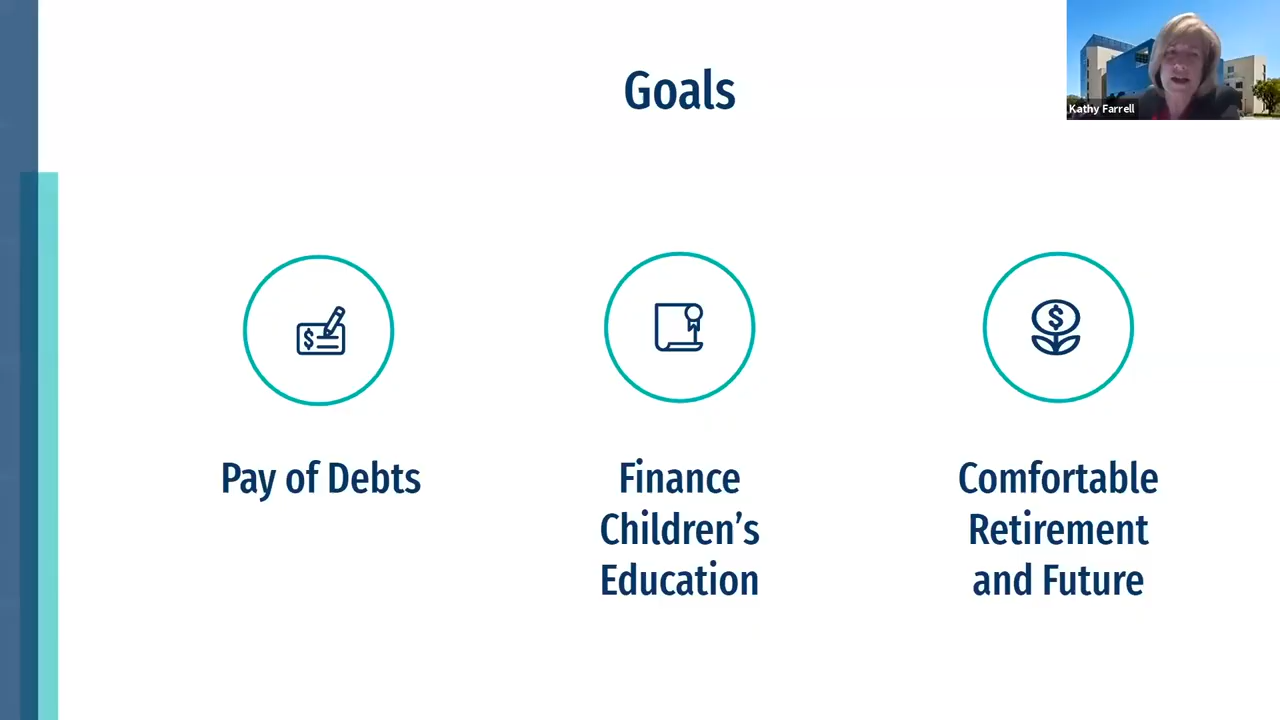 Goals
Kathy Farrell
Pay of Debts
Finance
Children’s
Education
Comfortable
Retirement
and Future